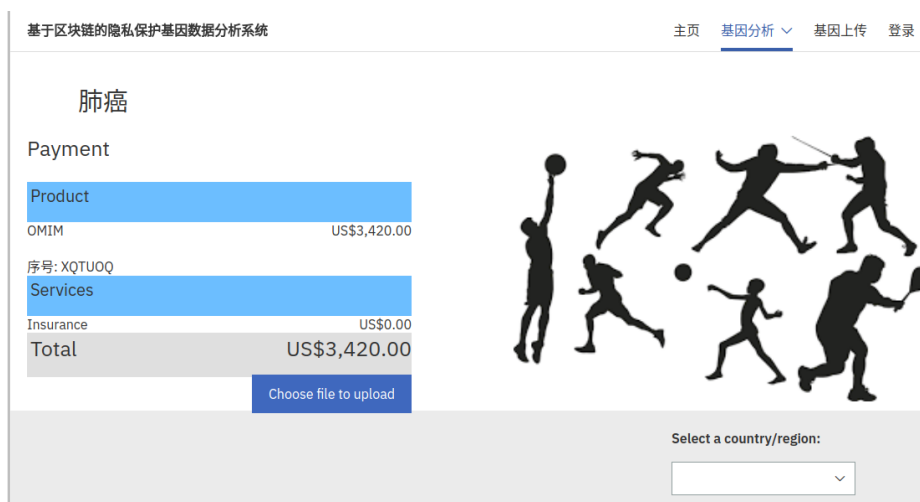 基于区块链的隐私保护基因数据分析系统 主页 基因分析 基因上传 登录
肺癌
Payment
Product
OMIM US$3,420.00
序号: XQTUOQ
Services
Insurance US$0.00
Total US$3,420.00
Choose file to upload
Select a country/region: